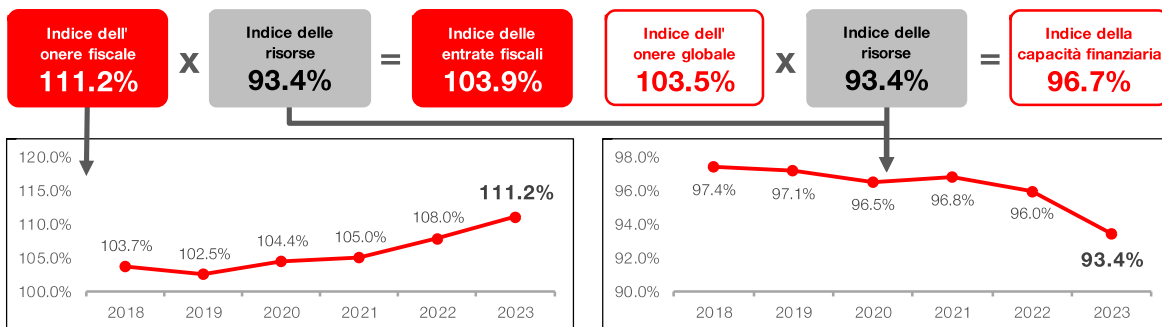 Indice dell'
onere fiscale
111.2%
x
Indice delle
risorse
93.4%
=
Indice delle
entrate fiscali
103.9%
Indice dell'
onere globale
103.5%
x
Indice delle
risorse
93.4%
=
Indice della
capacità finanziaria
96.7%
120.0%
115.0%
110.0%
105.0%
100.0%
103.7%
102.5%
104.4%
105.0%
108.0%
111.2%
2018 2019 2020 2021 2022 2023
98.0%
96.0%
94.0%
92.0%
90.0%
97.4%
97.1%
96.5%
96.8%
96.0%
93.4%
2018 2019 2020 2021 2022 2023